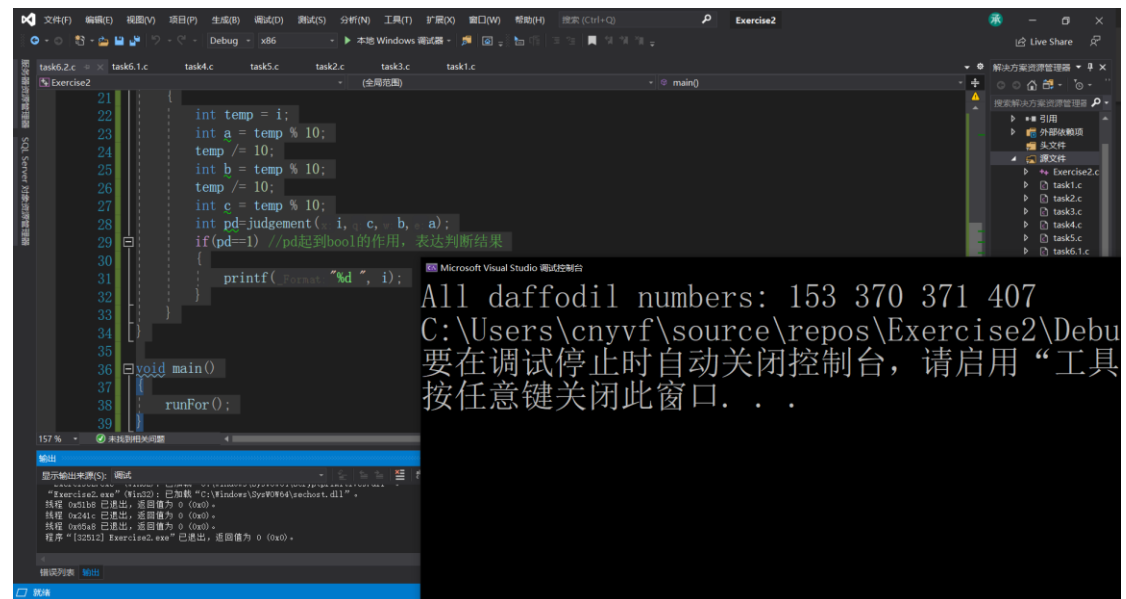 文件(F) 编辑(E) 视图(V) 项目(P) 生成(B) 调试(D) 测试(S) 分析(N) 工具(T) 扩展(X) 窗口(W) 帮助(H) 搜索 (Ctrl+Q) Exercise2 承
Debug x86 本地 Windows 调试器 Live Share
task6.2.c task6.1.c task4.c task5.c task2.c task3.c task1.c
Exercise2 (全局范围) main()
21 {
22 int temp = i;
23 int a = temp % 10;
24 temp /= 10;
25 int b = temp % 10;
26 temp /= 10;
27 int c = temp % 10;
28 int pd=judgement( i, c, b, a);
29 if(pd==1) //pd起到bool的作用，表达判断结果
30 {
31 printf(_Format "%d ", i);
32 }
33 }
34 }
35
36 void main()
37 {
38 runFor();
39 }
157 % 未找到相关问题
SQL Server 对象资源管理器
解决方案资源管理器
搜索解决方案资源管理器
引用
外部依赖项
头文件
源文件
Exercise2.c
task1.c
task2.c
task3.c
task4.c
task5.c
task6.1.c
Microsoft Visual Studio 调试控制台
All daffodil numbers: 153 370 371 407
C:\Users\cnyvf\source\repos\Exercise2\Debu
要在调试停止时自动关闭控制台，请启用“工具
按任意键关闭此窗口. . .
输出
显示输出来源(S): 调试
“Exercise2.exe”(Win32): 已加载“C:\Windows\SysWOW64\sechost.dll”。
线程 0x51b8 已退出，返回值为 0 (0x0)。
线程 0x241c 已退出，返回值为 0 (0x0)。
线程 0x65a8 已退出，返回值为 0 (0x0)。
程序“[32512] Exercise2.exe”已退出，返回值为 0 (0x0)。
错误列表 输出
就绪